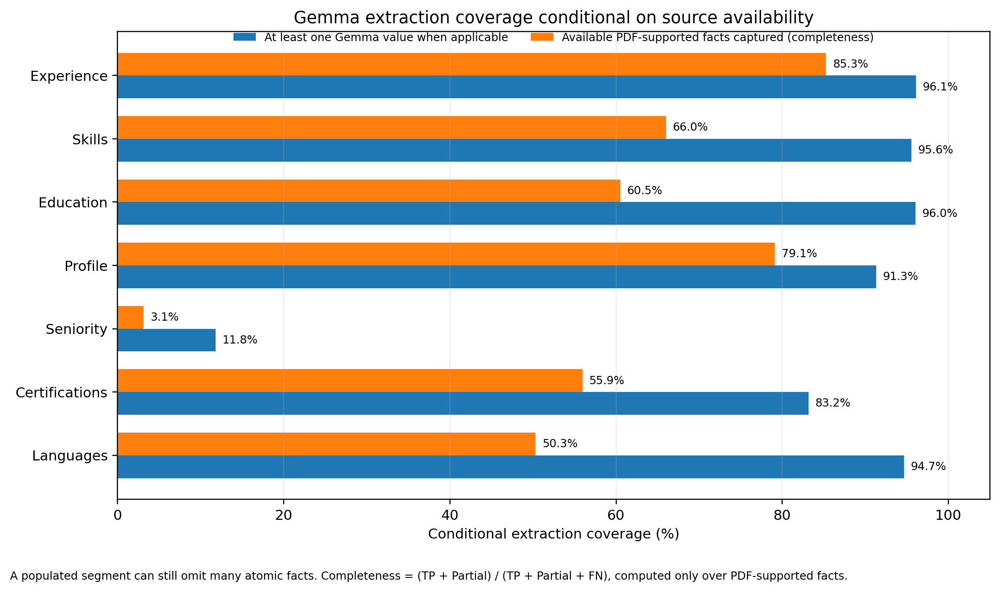 Gemma extraction coverage conditional on source availability
At least one Gemma value when applicable
Available PDF-supported facts captured (completeness)
Experience
85.3%
96.1%
Skills
66.0%
95.6%
Education
60.5%
96.0%
Profile
79.1%
91.3%
Seniority
3.1%
11.8%
Certifications
55.9%
83.2%
Languages
50.3%
94.7%
0 20 40 60 80 100
Conditional extraction coverage (%)
A populated segment can still omit many atomic facts. Completeness = (TP + Partial) / (TP + Partial + FN), computed only over PDF-supported facts.